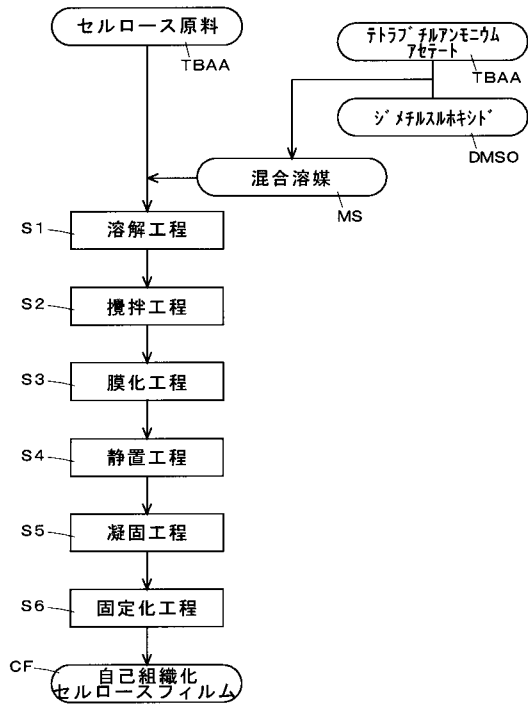 セルロース原料
TBAA
テトラブチルアンモニウム
アセテート
TBAA
ジメチルスルホキシド
DMSO
混合溶媒
MS
S1
溶解工程
S2
攪拌工程
S3
膜化工程
S4
静置工程
S5
凝固工程
S6
固定化工程
CF
自己組織化
セルロースフィルム